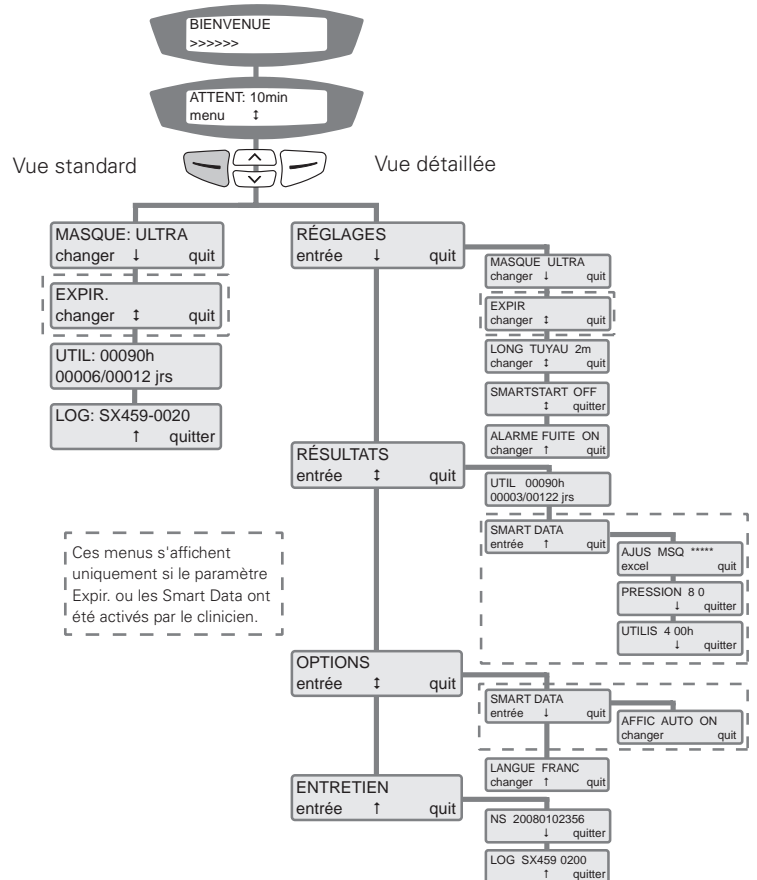 BIENVENUE
>>>>>>
ATTENT: 10min
menu ↕
Vue standard
Vue détaillée
MASQUE: ULTRA
changer ↓ quit
EXPIR.
changer ↕ quit
UTIL: 00090h
00006/00012 jrs
LOG: SX459-0020
↑ quitter
Ces menus s'affichent
uniquement si le paramètre
Expir. ou les Smart Data ont
été activés par le clinicien.
RÉGLAGES
entrée ↓ quit
MASQUE ULTRA
changer ↓ quit
EXPIR
changer ↕ quit
LONG TUYAU 2m
changer ↕ quit
SMARTSTART OFF
↕ quitter
ALARME FUITE ON
changer ↑ quit
RÉSULTATS
entrée ↕ quit
UTIL 00090h
00003/00122 jrs
SMART DATA
entrée ↑ quit
AJUS MSQ *****
excel quit
PRESSION 8 0
↓ quitter
UTILIS 4 00h
↓ quitter
OPTIONS
entrée ↕ quit
SMART DATA
entrée ↓ quit
AFFIC AUTO ON
changer quit
LANGUE FRANC
changer ↑ quit
ENTRETIEN
entrée ↑ quit
NS 20080102356
↓ quitter
LOG SX459 0200
↑ quitter